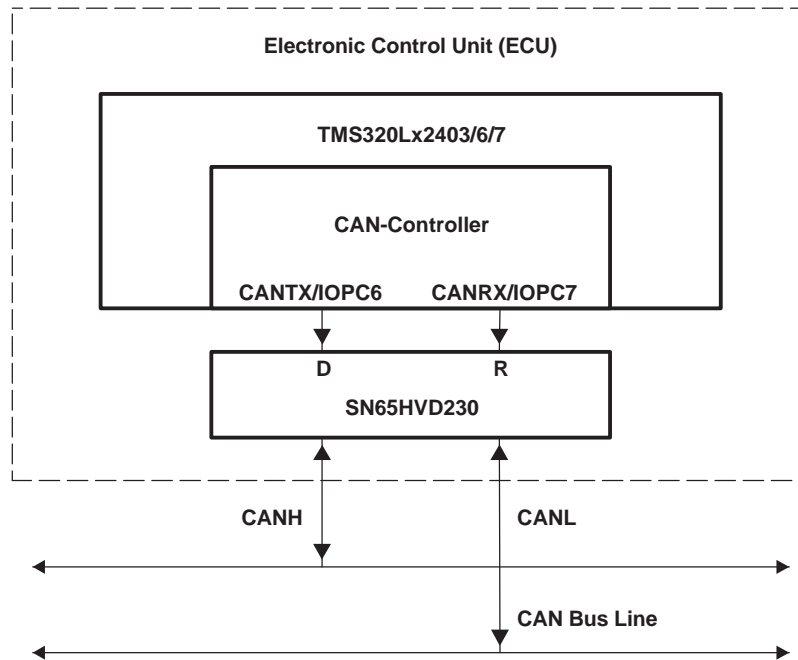 Electronic Control Unit (ECU)
TMS320Lx2403/6/7
CAN-Controller
CANTX/IOPC6 CANRX/IOPC7
D R
SN65HVD230
CANH CANL
CAN Bus Line